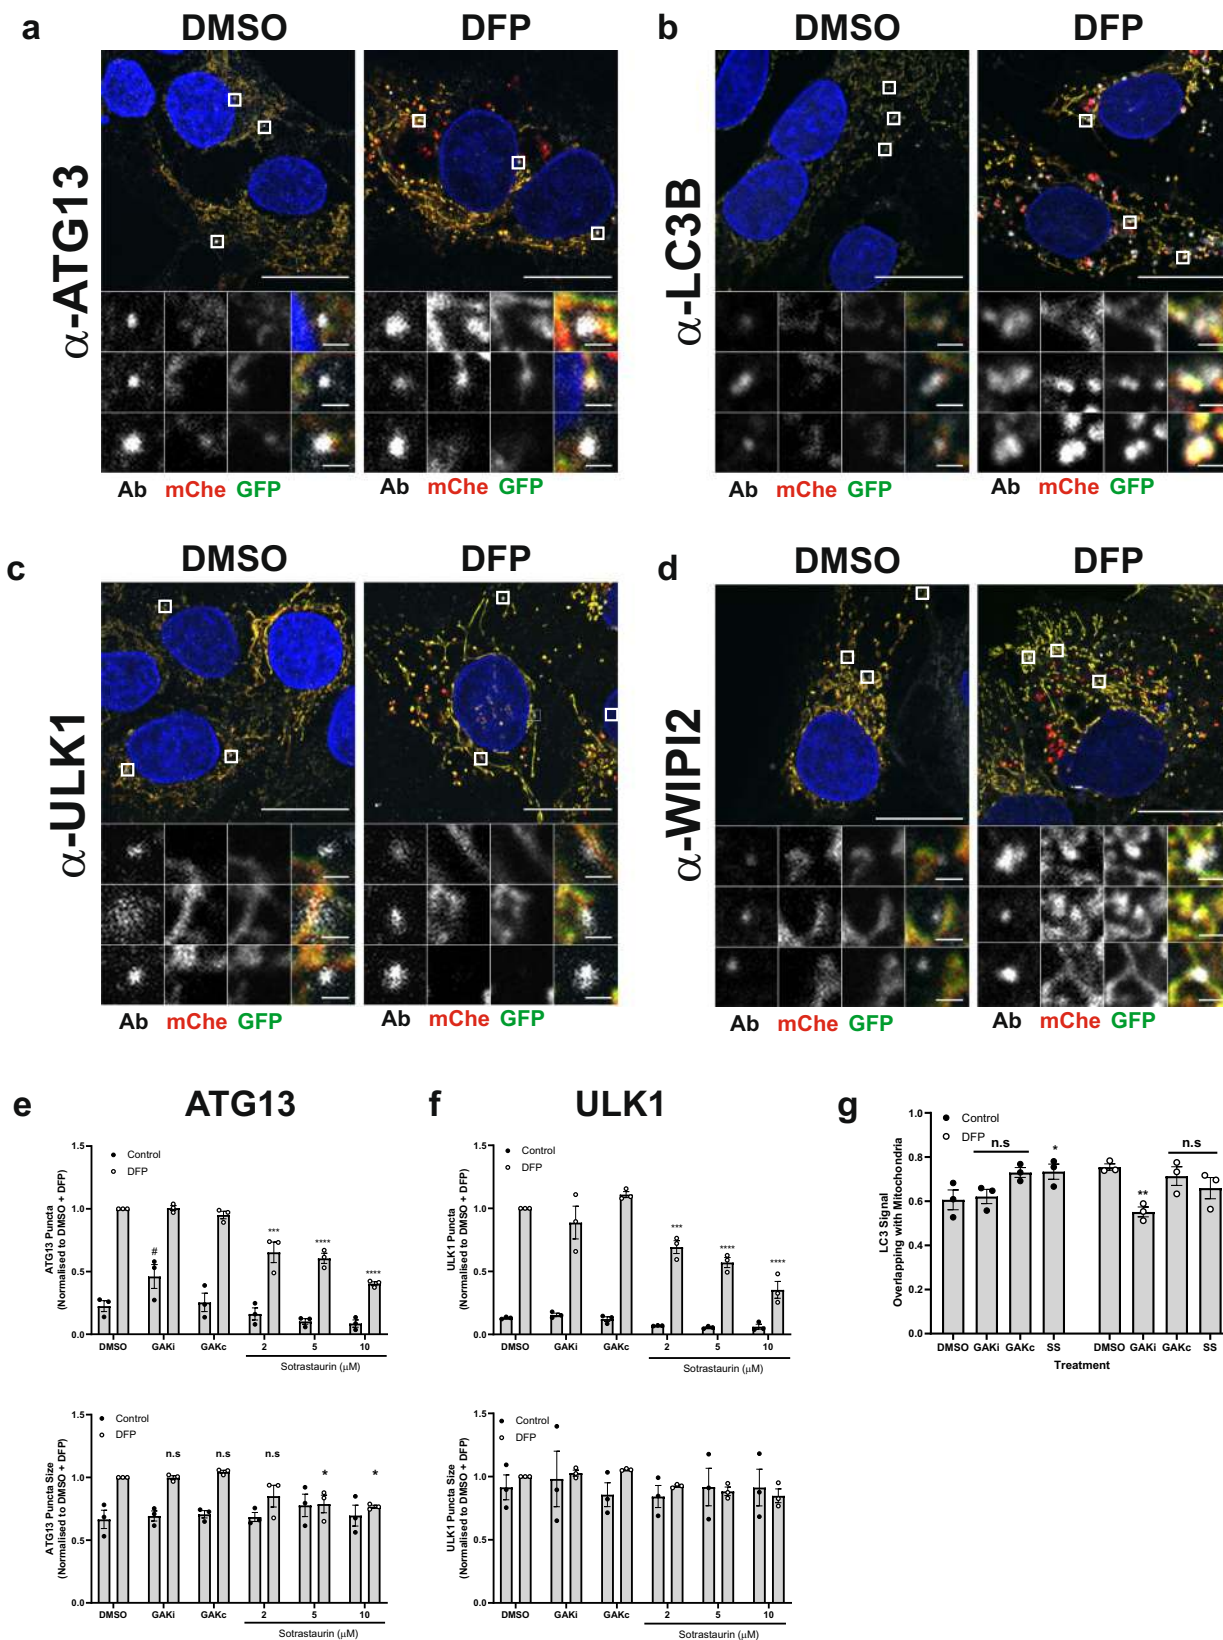 a
DMSO
DFP
α-ATG13
Ab mChe GFP
Ab mChe GFP
b
DMSO
DFP
α-LC3B
Ab mChe GFP
Ab mChe GFP
c
DMSO
DFP
α-ULK1
Ab mChe GFP
Ab mChe GFP
d
DMSO
DFP
α-WIPI2
Ab mChe GFP
Ab mChe GFP
e
ATG13
ATG13 Puncta
(Normalised to DMSO + DFP)
1.5
1.0
0.5
0.0
Control
DFP
#
***
****
****
DMSO GAKi GAKc 2 5 10
Sotrastaurin (μM)
ATG13 Puncta Size
(Normalised to DMSO + DFP)
1.5
1.0
0.5
0.0
Control
DFP
n.s n.s n.s * *
DMSO GAKi GAKc 2 5 10
Sotrastaurin (μM)
f
ULK1
ULK1 Puncta
(Normalised to DMSO + DFP)
1.5
1.0
0.5
0.0
Control
DFP
***
****
****
DMSO GAKi GAKc 2 5 10
Sotrastaurin (μM)
ULK1 Puncta Size
(Normalised to DMSO + DFP)
1.5
1.0
0.5
0.0
Control
DFP
DMSO GAKi GAKc 2 5 10
Sotrastaurin (μM)
g
LC3 Signal
Overlapping with Mitochondria
1.0
0.8
0.6
0.4
0.2
0.0
Control
DFP
n.s * ** n.s
DMSO GAKi GAKc SS DMSO GAKi GAKc SS
Treatment